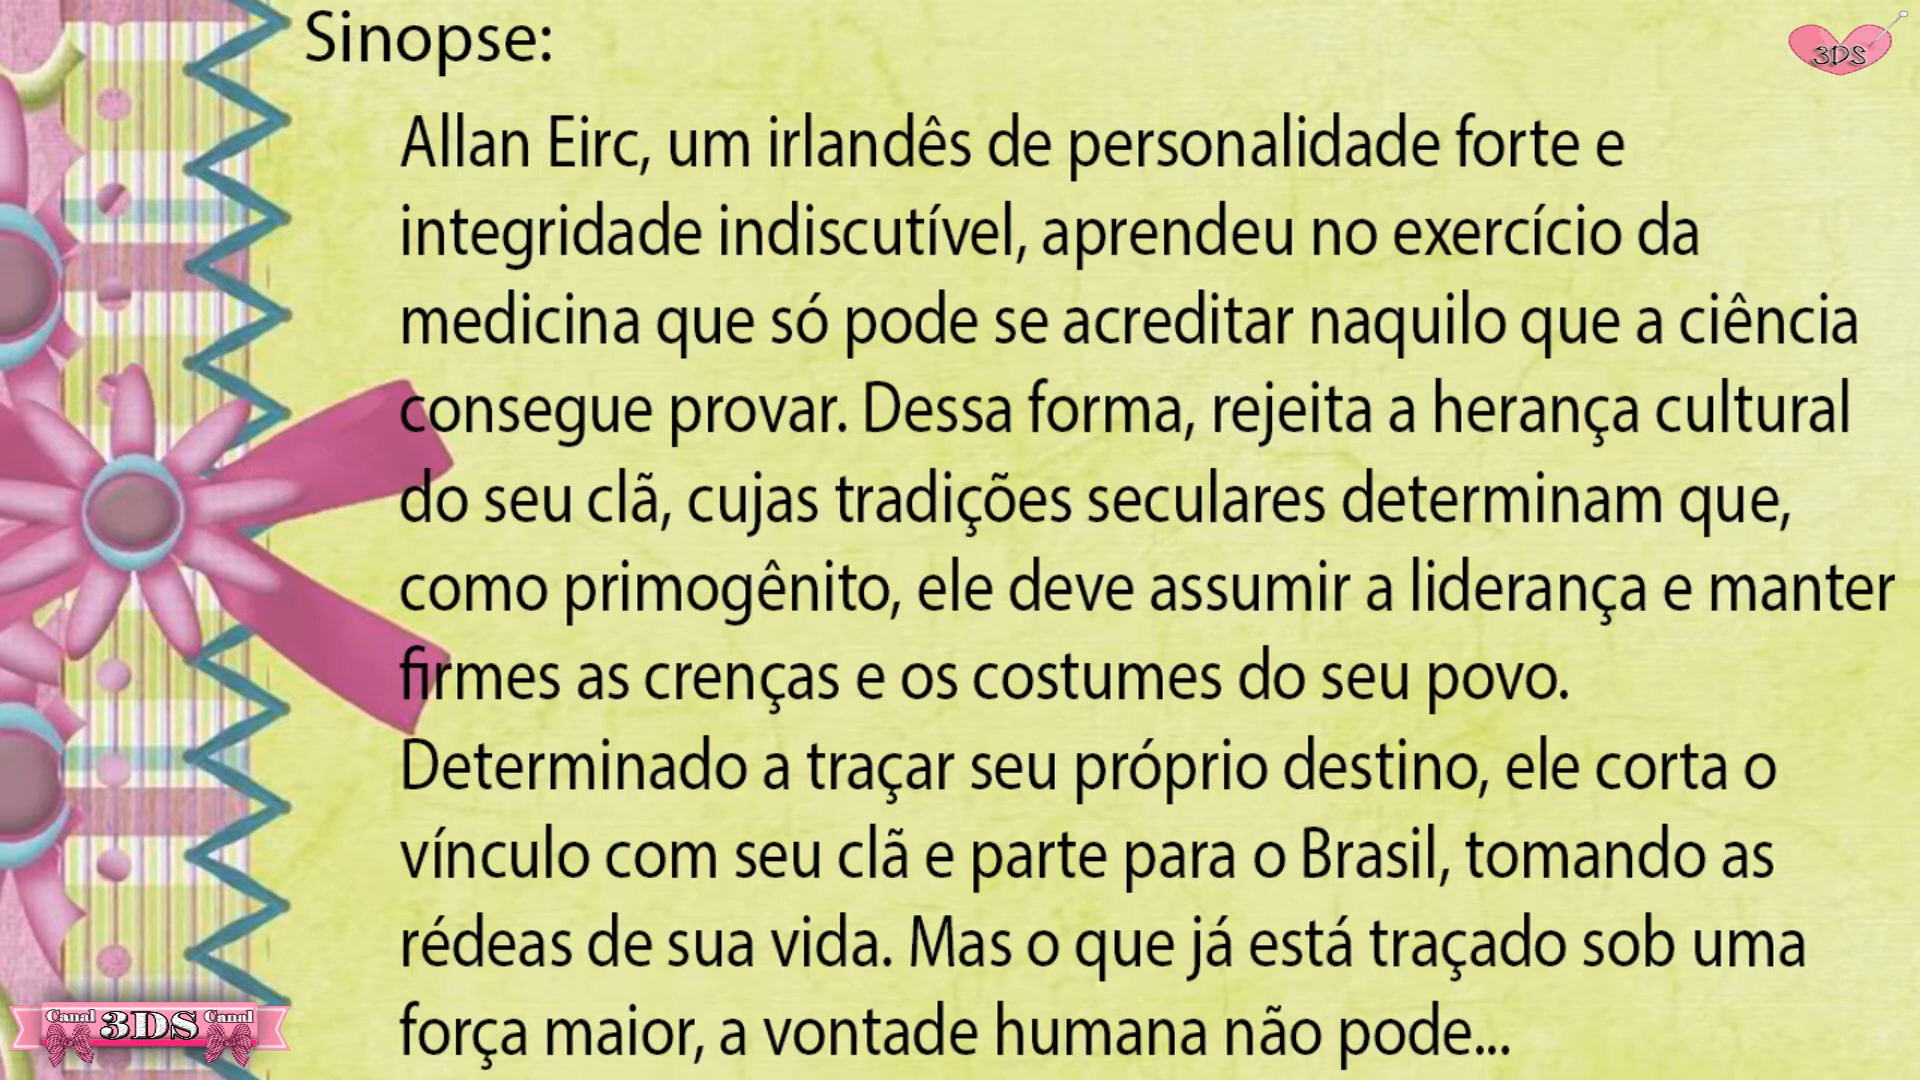 Sinopse:
3DS
Allan Eirc, um irlandês de personalidade forte e
integridade indiscutível, aprendeu no exercício da
medicina que só pode se acreditar naquilo que a ciência
consegue provar. Dessa forma, rejeita a herança cultural
do seu clã, cujas tradições seculares determinam que,
como primogênito, ele deve assumir a liderança e manter
firmes as crenças e os costumes do seu povo.
Determinado a traçar seu próprio destino, ele corta o
vínculo com seu clã e parte para o Brasil, tomando as
rédeas de sua vida. Mas o que já está traçado sob uma
força maior, a vontade humana não pode...
Canal 3DS Canal